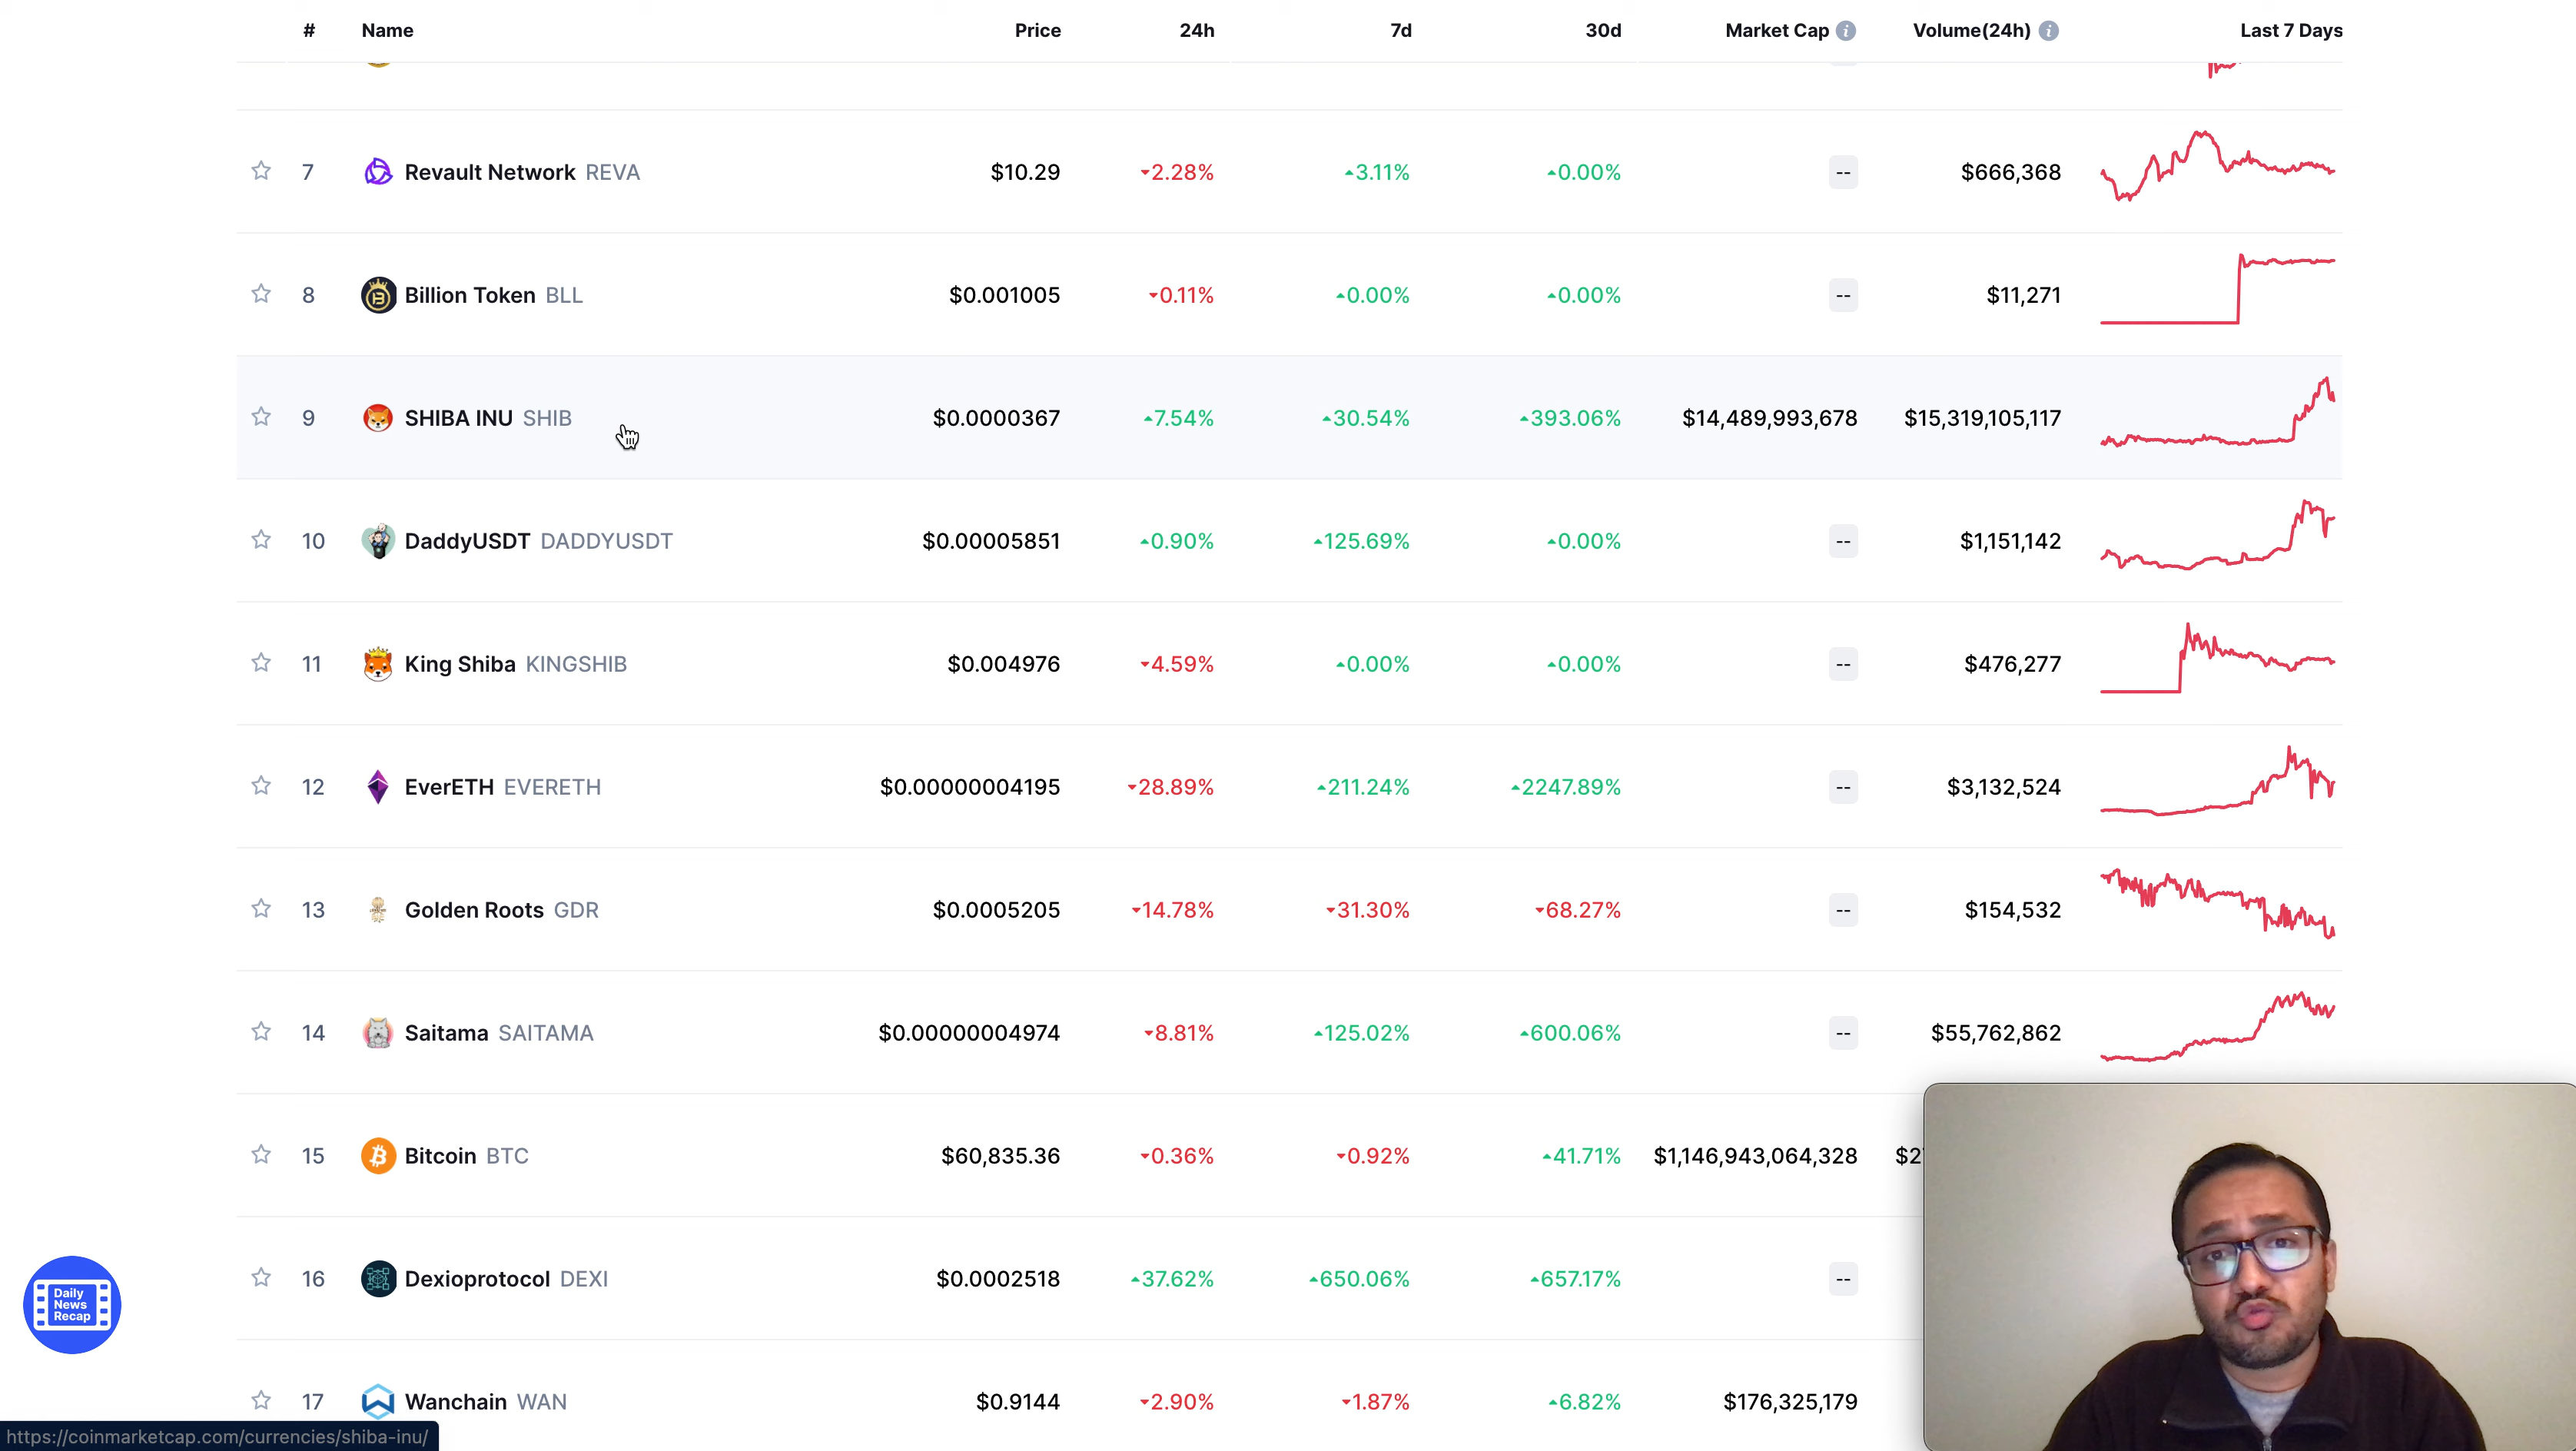 # Name Price 24h 7d 30d Market Cap Volume(24h) Last 7 Days
7 Revault Network REVA $10.29 2.28% 3.11% 0.00% -- $666,368
8 Billion Token BLL $0.001005 0.11% 0.00% 0.00% -- $11,271
9 SHIBA INU SHIB $0.0000367 7.54% 30.54% 393.06% $14,489,993,678 $15,319,105,117
10 DaddyUSDT DADDYUSDT $0.00005851 0.90% 125.69% 0.00% -- $1,151,142
11 King Shiba KINGSHIB $0.004976 4.59% 0.00% 0.00% -- $476,277
12 EverETH EVERETH $0.00000004195 28.89% 211.24% 2247.89% -- $3,132,524
13 Golden Roots GDR $0.0005205 14.78% 31.30% 68.27% -- $154,532
14 Saitama SAITAMA $0.00000004974 8.81% 125.02% 600.06% -- $55,762,862
15 Bitcoin BTC $60,835.36 0.36% 0.92% 41.71% $1,146,943,064,328
16 Dexioprotocol DEXI $0.0002518 37.62% 650.06% 657.17% --
Daily
News
Recap
17 Wanchain WAN $0.9144 2.90% 1.87% 6.82% $176,325,179
https://coinmarketcap.com/currencies/shiba-inu/